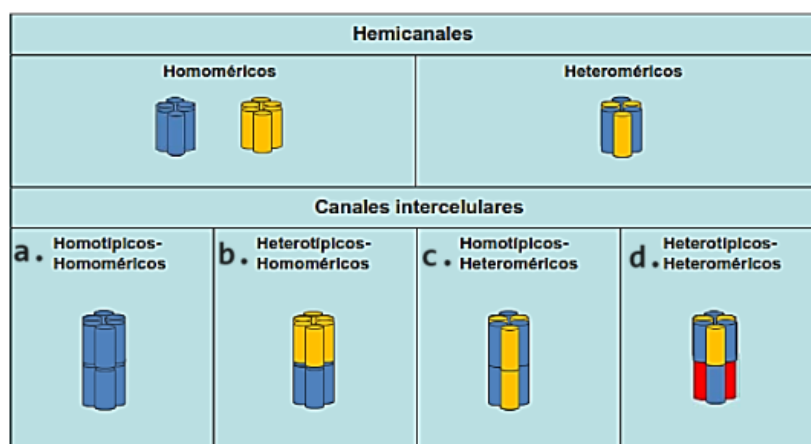 Hemicanales
Homoméricos
Heteroméricos
Canales intercelulares
a. Homotípicos-
Homoméricos
b. Heterotípicos-
Homoméricos
c. Homotípicos-
Heteroméricos
d. Heterotípicos-
Heteroméricos